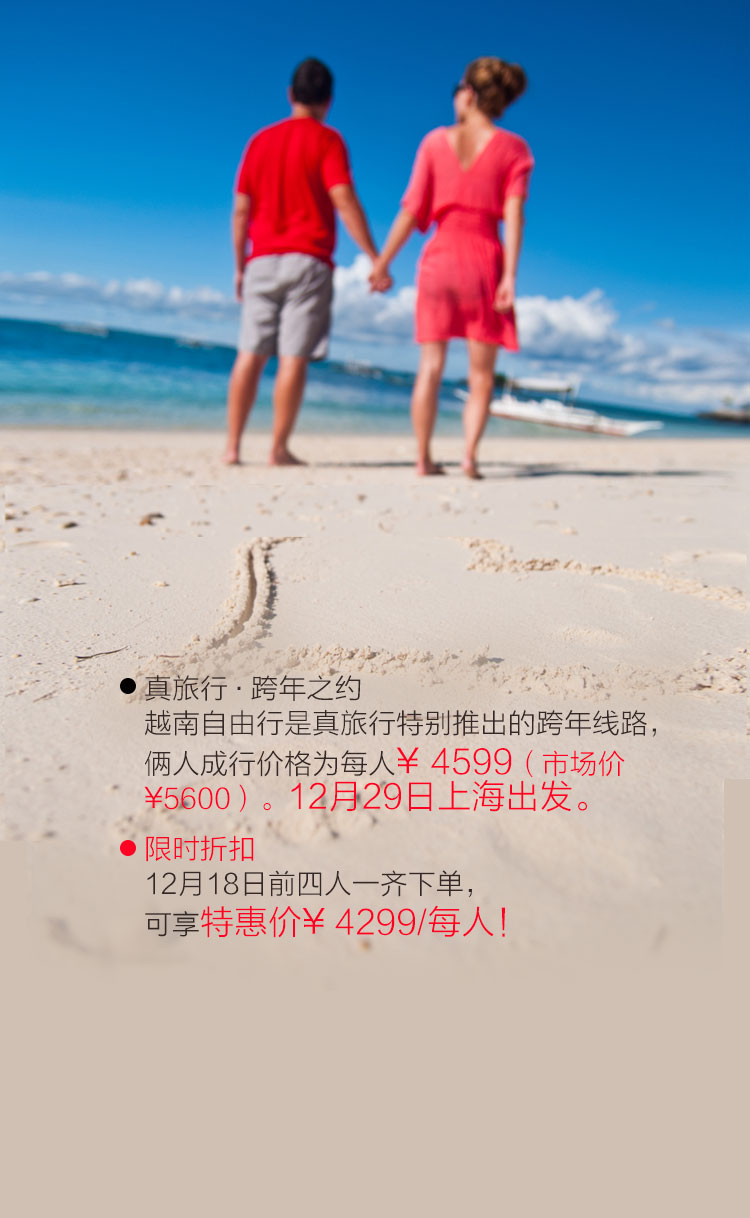 真旅行·跨年之约
越南自由行是真旅行特别推出的跨年线路，
俩人成行价格为每人¥ 4599（市场价
¥5600）。12月29日上海出发。
限时折扣
12月18日前四人一齐下单，
可享特惠价¥ 4299/每人！